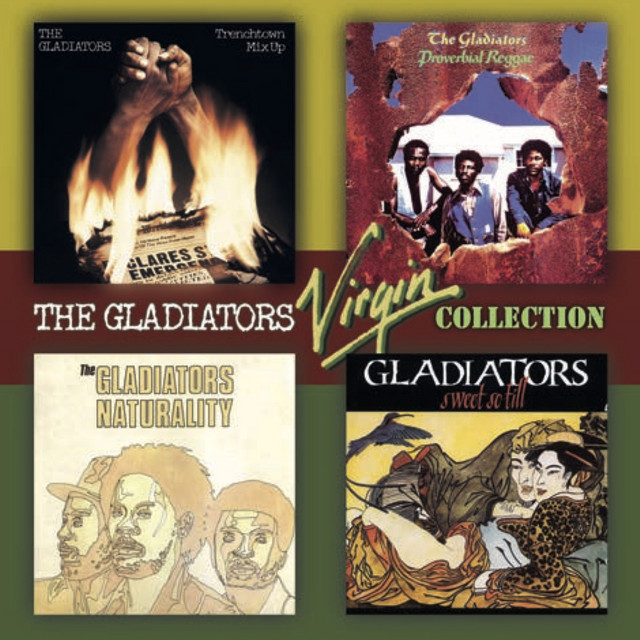 THE
GLADIATORS
Trenchtown
Mix Up
The Gladiators
Proverbial Reggae
CLARES S
EMERGEN
THE GLADIATORS
Virgin
COLLECTION
The
GLADIATORS
NATURALITY
GLADIATORS
sweet so till